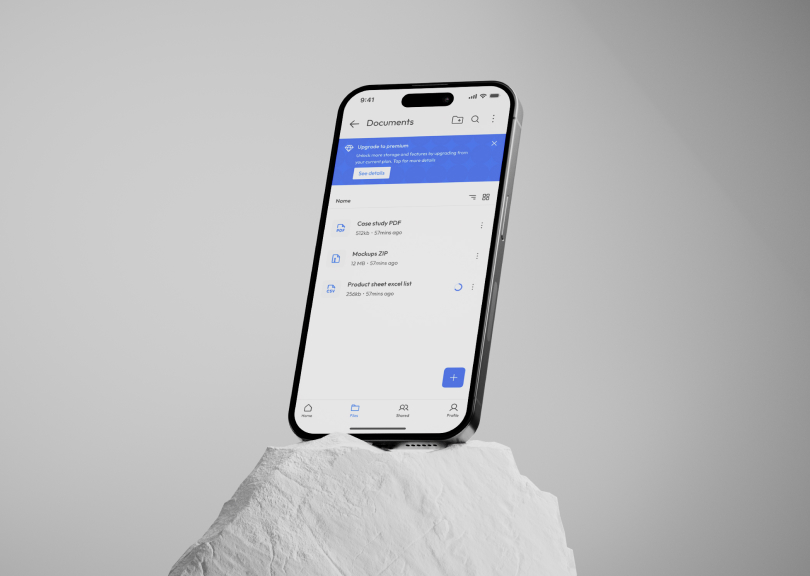 9:41
Documents
Upgrade to premium
Unlock more storage and features by upgrading from
your current plan. Tap for more details
See details
Name
PDF
Case study PDF
512kb • 57mins ago
Mockups ZIP
12 MB • 57mins ago
CSV
Product sheet excel list
256kb • 57mins ago
Home
Files
Shared
Profile